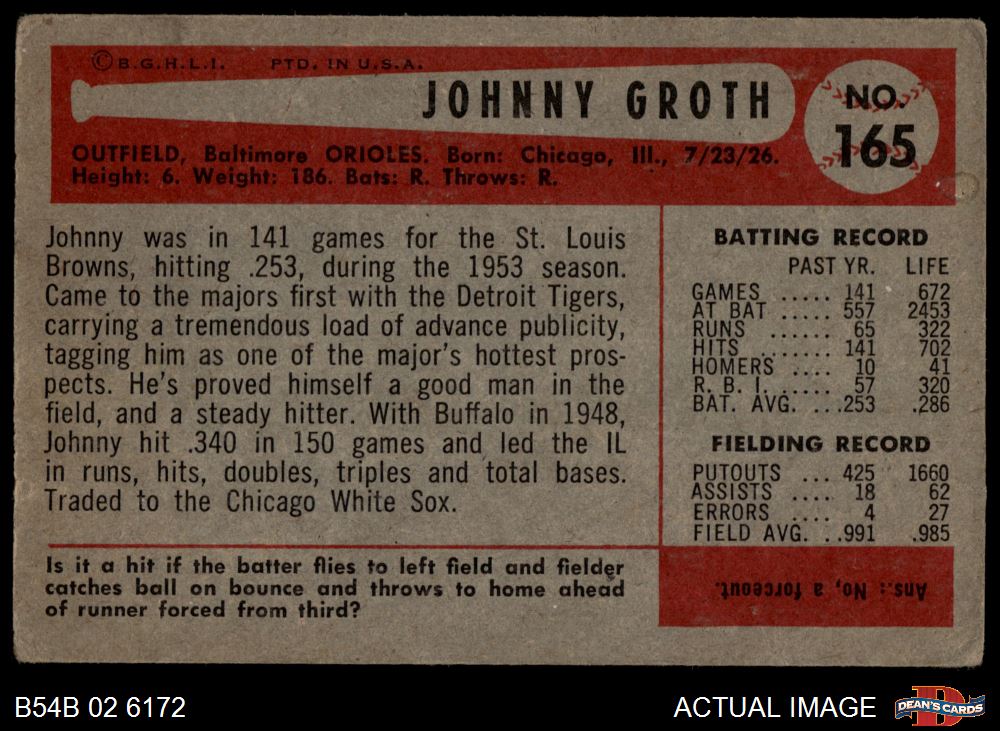 ©B.G.H.L.I. PTD. IN U.S.A.
JOHNNY GROTH
NO.
165
OUTFIELD, Baltimore ORIOLES. Born: Chicago, Ill., 7/23/26.
Height: 6. Weight: 186. Bats: R. Throws: R.
Johnny was in 141 games for the St. Louis
Browns, hitting .253, during the 1953 season.
Came to the majors first with the Detroit Tigers,
carrying a tremendous load of advance publicity,
tagging him as one of the major's hottest pros-
pects. He's proved himself a good man in the
field, and a steady hitter. With Buffalo in 1948,
Johnny hit .340 in 150 games and led the IL
in runs, hits, doubles, triples and total bases.
Traded to the Chicago White Sox.
BATTING RECORD
PAST YR. LIFE
GAMES ..... 141 672
AT BAT ..... 557 2453
RUNS ..... 65 322
HITS ....... 141 702
HOMERS .... 10 41
R. B. I. ..... 57 320
BAT. AVG. ...253 .286
FIELDING RECORD
PUTOUTS ... 425 1660
ASSISTS .... 18 62
ERRORS .... 4 27
FIELD AVG. ..991 .985
Is it a hit if the batter flies to left field and fielder
catches ball on bounce and throws to home ahead
of runner forced from third?
Ans.: No, a forceout.
B54B 02 6172
ACTUAL IMAGE
DEAN'S CARDS